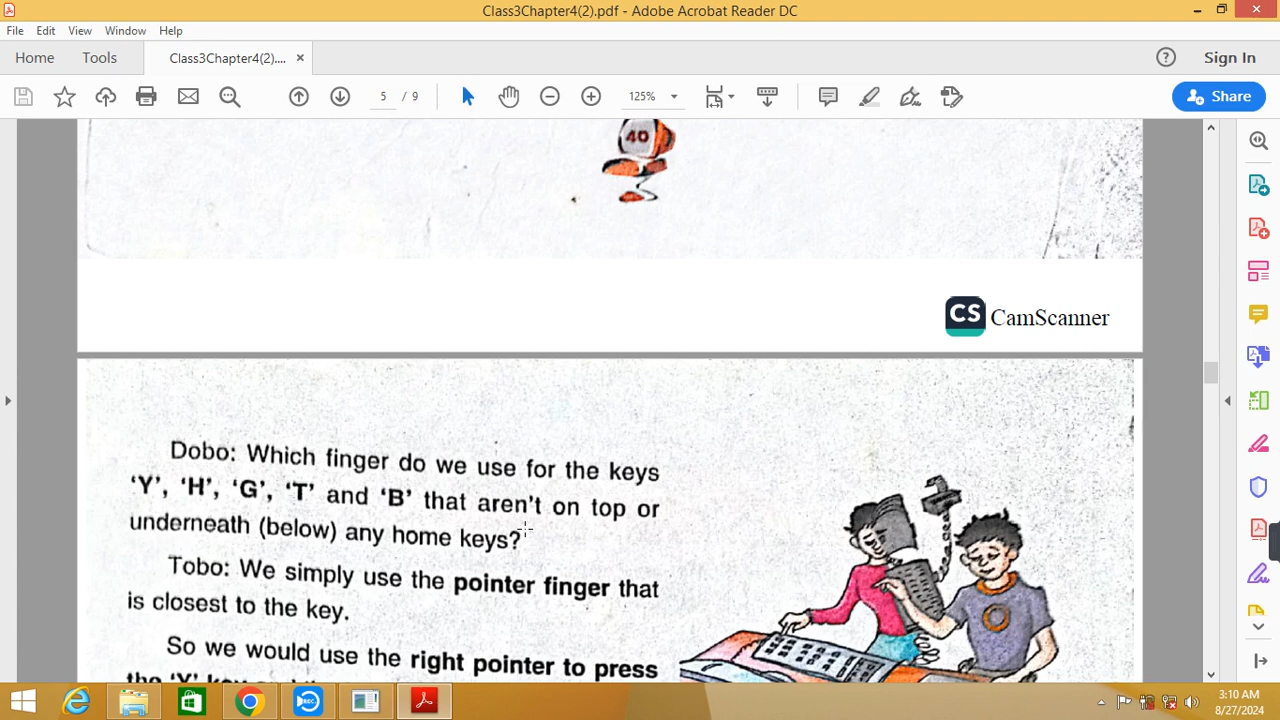 Class3Chapter4(2).pdf - Adobe Acrobat Reader DC
File Edit View Window Help
Home Tools Class3Chapter4(2).... Sign In
5 / 9 125% Share
40
CS CamScanner
Dobo: Which finger do we use for the keys
'Y', 'H', 'G', 'T' and 'B' that aren't on top or
underneath (below) any home keys?
Tobo: We simply use the pointer finger that
is closest to the key.
So we would use the right pointer to press
the 'Y' key
REC
3:10 AM
8/27/2024